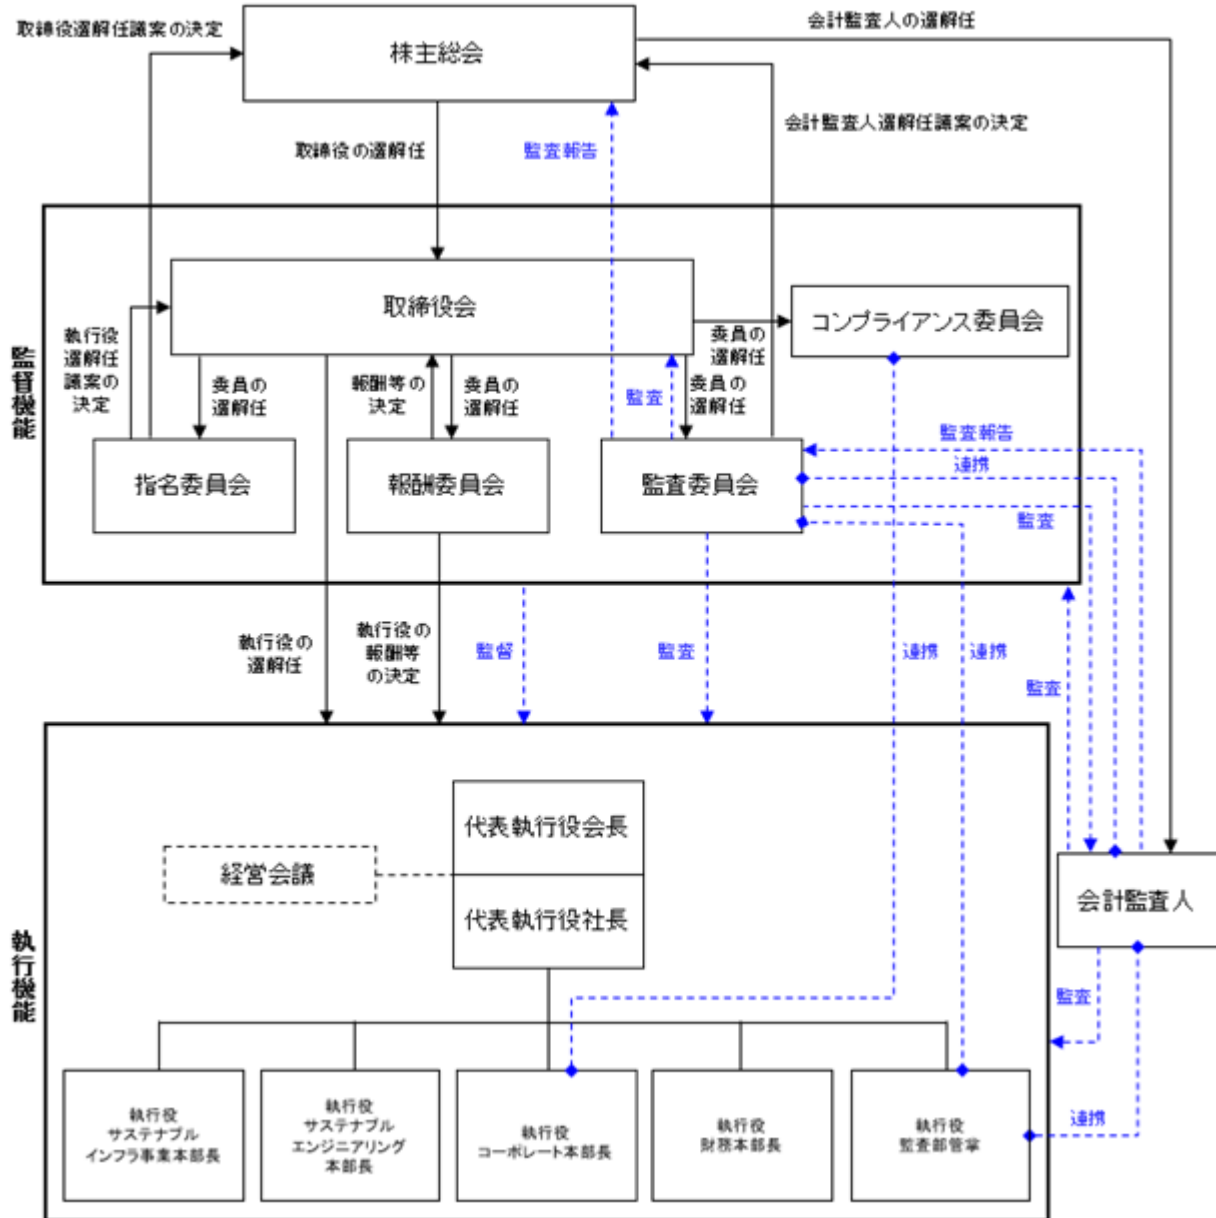 取締役選解任議案の決定
会計監査人の選解任
株主総会
会計監査人選解任議案の決定
取締役の選解任
監査報告
監督機能
取締役会
コンプライアンス委員会
執行役
選解任
議案の
決定
委員の
選解任
報酬等の
決定
委員の
選解任
監査
委員の
選解任
委員の
選解任
指名委員会
報酬委員会
監査委員会
監査報告
連携
監査
執行役の
選解任
執行役の
報酬等
の決定
監督
監査
連携
連携
監査
執行機能
代表執行役会長
経営会議
代表執行役社長
会計監査人
監査
連携
執行役
サステナブル
インフラ事業本部長
執行役
サステナブル
エンジニアリング
本部長
執行役
コーポレート本部長
執行役
財務本部長
執行役
監査部管掌